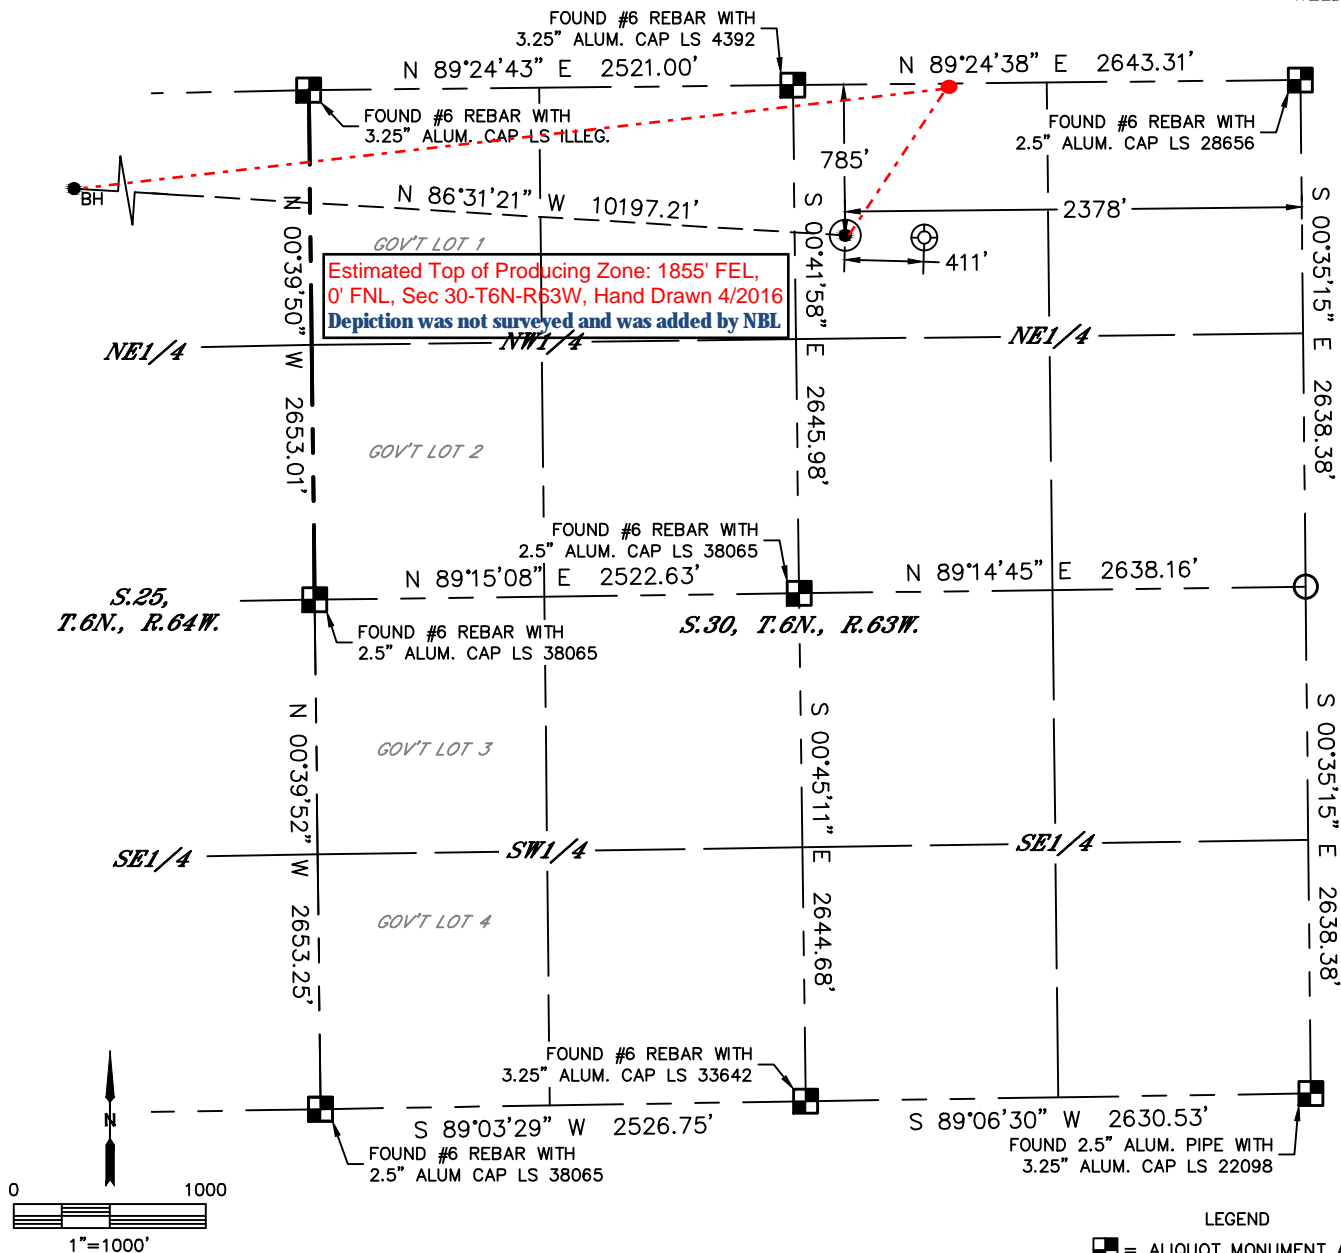 FOUND #6 REBAR WITH
3.25" ALUM. CAP LS 4392
N 89°24'43" E 2521.00'
N 89°24'38" E 2643.31'
FOUND #6 REBAR WITH
3.25" ALUM. CAP LS ILLEG.
FOUND #6 REBAR WITH
2.5" ALUM. CAP LS 28656
785'
BH
N 86°31'21" W 10197.21'
2378'
411'
GOV'T LOT 1
N 00°39'50" W 2653.01'
S 00°41'58" E 2645.98'
S 00°35'15" E 2638.38'
Estimated Top of Producing Zone: 1855' FEL,
0' FNL, Sec 30-T6N-R63W, Hand Drawn 4/2016
Depiction was not surveyed and was added by NBL
NE1/4
NW1/4
NE1/4
GOV'T LOT 2
FOUND #6 REBAR WITH
2.5" ALUM. CAP LS 38065
N 89°15'08" E 2522.63'
N 89°14'45" E 2638.16'
S.25,
T.6N., R.64W.
S.30, T.6N., R.63W.
FOUND #6 REBAR WITH
2.5" ALUM. CAP LS 38065
N 00°39'52" W 2653.25'
S 00°45'11" E 2644.68'
S 00°35'15" E 2638.38'
GOV'T LOT 3
SE1/4
SW1/4
SE1/4
GOV'T LOT 4
FOUND #6 REBAR WITH
3.25" ALUM. CAP LS 33642
S 89°03'29" W 2526.75'
S 89°06'30" W 2630.53'
FOUND #6 REBAR WITH
2.5" ALUM CAP LS 38065
FOUND 2.5" ALUM. PIPE WITH
3.25" ALUM. CAP LS 22098
N
0 1000
1"=1000'
LEGEND
= ALIQUOT MONUMENT